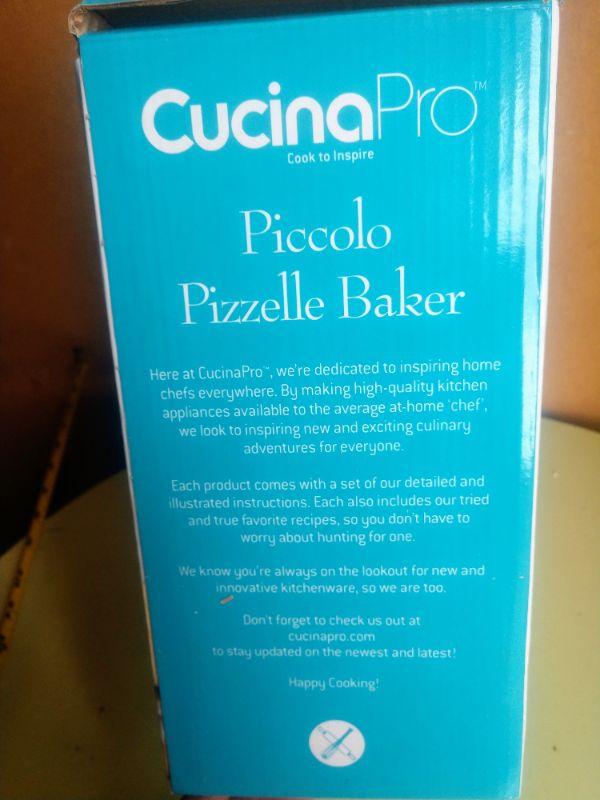 CucinaPro™
Cook to Inspire
Piccolo
Pizzelle Baker
Here at CucinaPro™, we're dedicated to inspiring home
chefs everywhere. By making high-quality kitchen
appliances available to the average at-home 'chef',
we look to inspiring new and exciting culinary
adventures for everyone.
Each product comes with a set of our detailed and
illustrated instructions. Each also includes our tried
and true favorite recipes, so you don't have to
worry about hunting for one.
We know you're always on the lookout for new and
innovative kitchenware, so we are too.
Don't forget to check us out at
cucinapro.com
to stay updated on the newest and latest!
Happy Cooking!